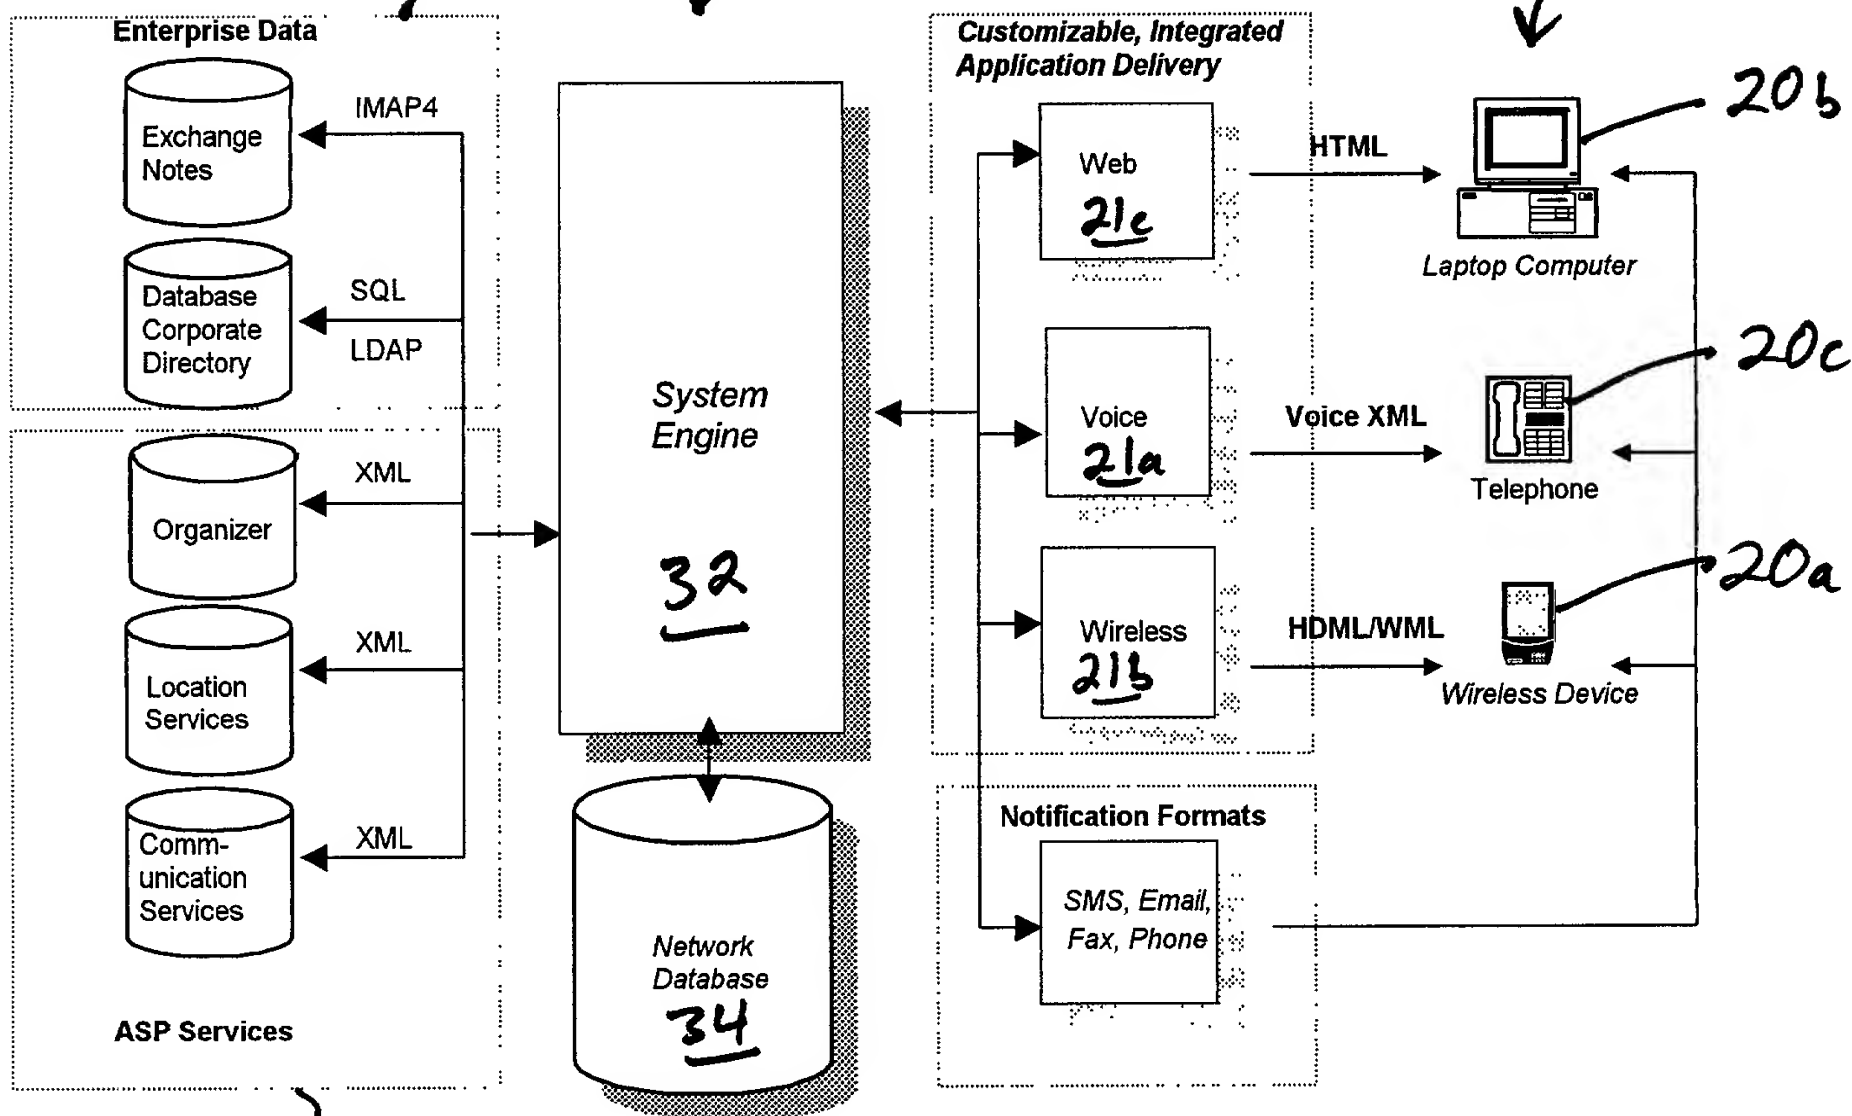 Enterprise Data
Exchange
Notes
IMAP4
Database
Corporate
Directory
SQL
LDAP
Organizer
XML
Location
Services
XML
Comm-
unication
Services
XML
ASP Services
System
Engine
32
Network
Database
34
Customizable, Integrated
Application Delivery
Web
21c
HTML
Voice
21a
Voice XML
Wireless
21b
HDML/WML
Notification Formats
SMS, Email,
Fax, Phone
20b
Laptop Computer
20c
Telephone
20a
Wireless Device